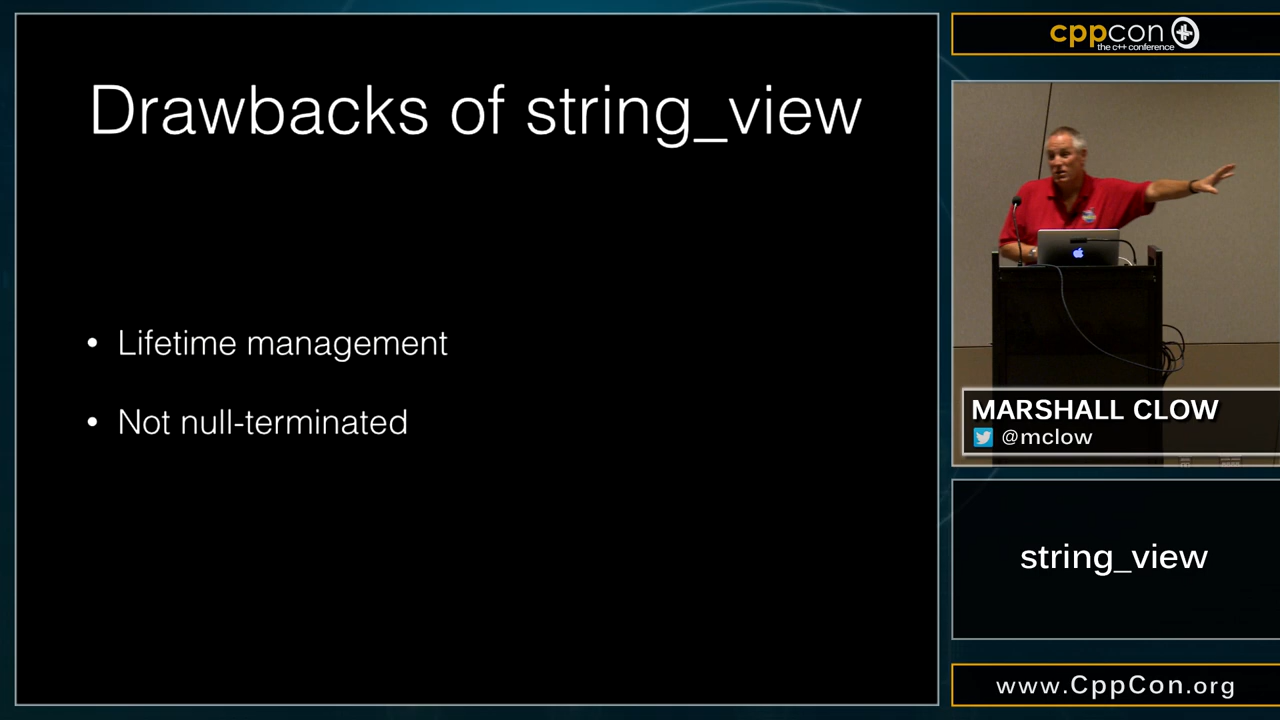 Drawbacks of string_view
• Lifetime management
• Not null-terminated
cppcon
the c++ conference
MARSHALL CLOW
@mclow
string_view
www.CppCon.org